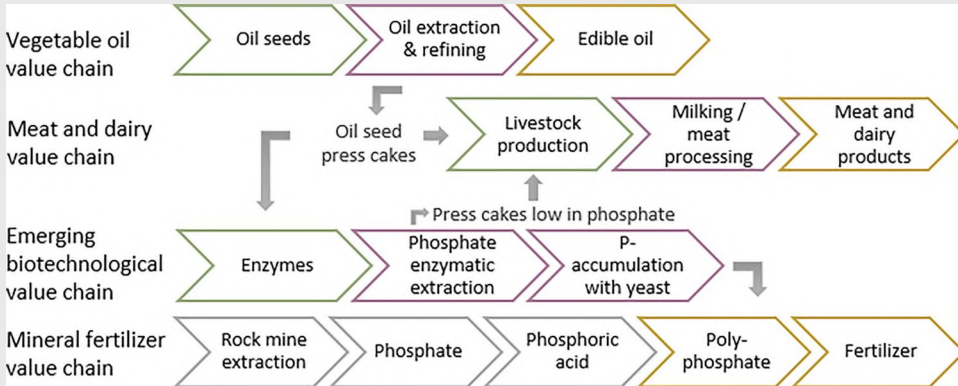 Vegetable oil
value chain
Oil seeds
Oil extraction
& refining
Edible oil
Meat and dairy
value chain
Oil seed
press cakes
Livestock
production
Milking /
meat
processing
Meat and
dairy
products
Press cakes low in phosphate
Emerging
biotechnological
value chain
Enzymes
Phosphate
enzymatic
extraction
P-
accumulation
with yeast
Mineral fertilizer
value chain
Rock mine
extraction
Phosphate
Phosphoric
acid
Poly-
phosphate
Fertilizer